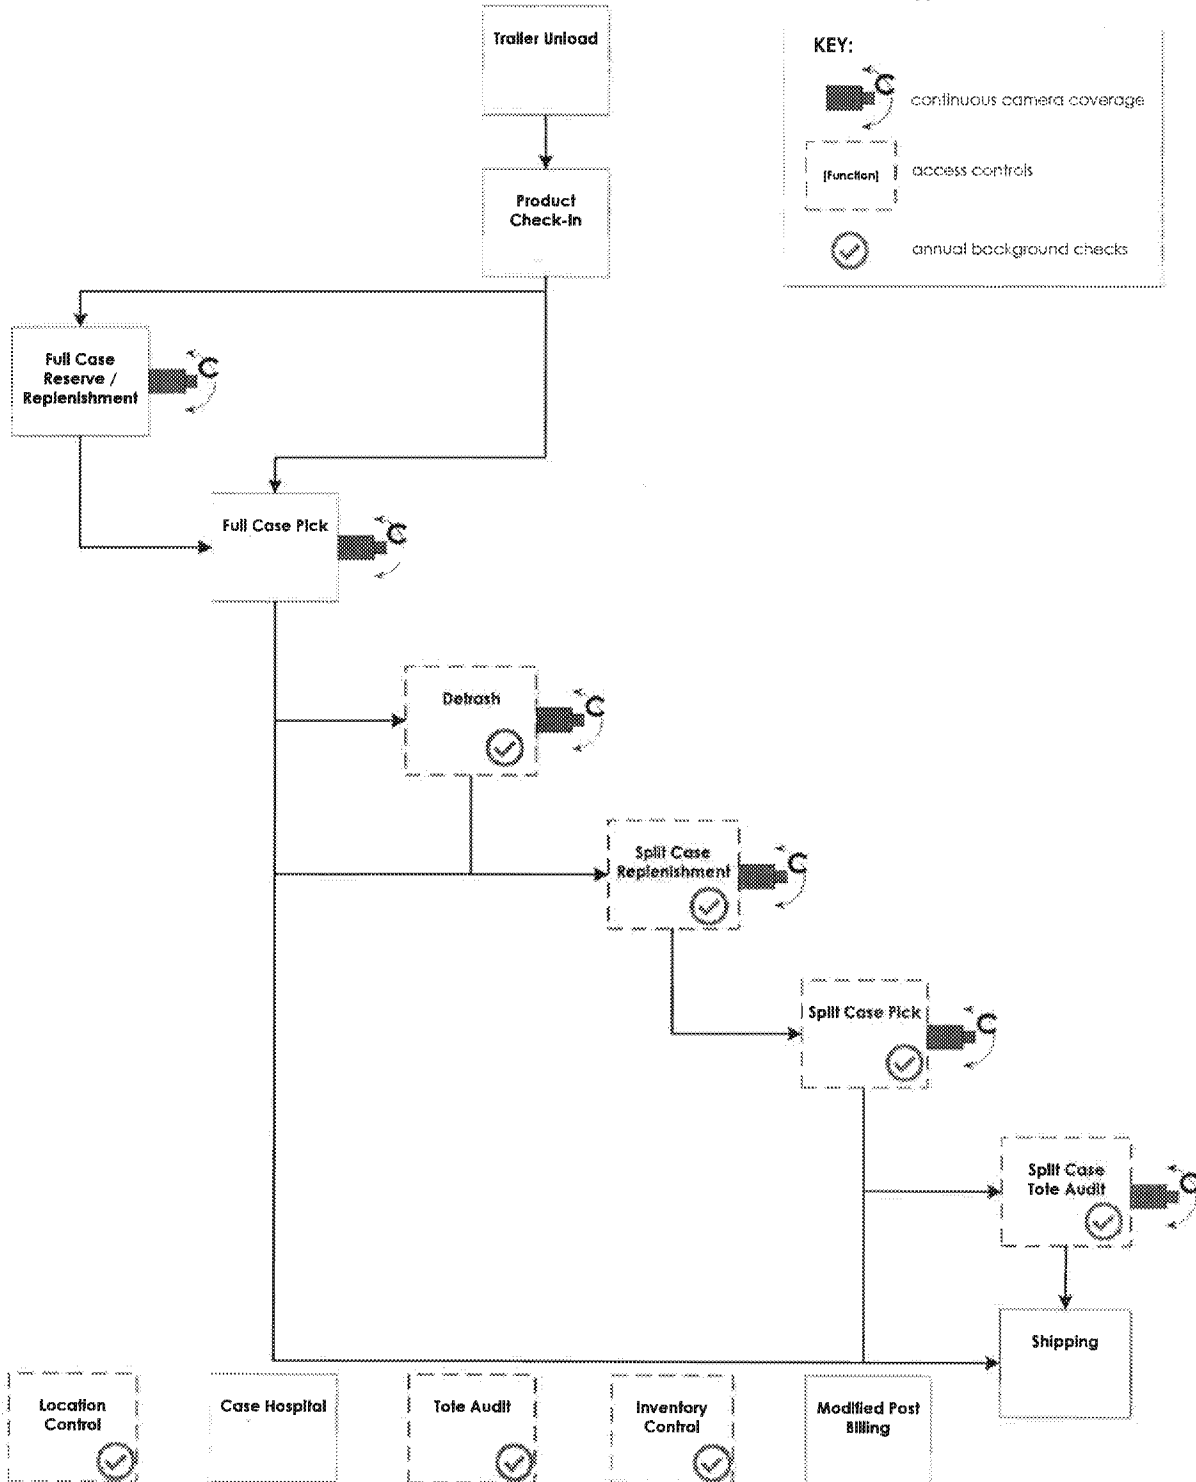 Trailer Unload
KEY:
continuous camera coverage
[Function]
access controls
annual background checks
Product
Check-in
Full Case
Reserve /
Replenishment
Full Case Pick
Detrash
Split Case
Replenishment
Split Case Pick
Split Case
Tote Audit
Shipping
Location
Control
Case Hospital
Tote Audit
Inventory
Control
Modified Post
Billing